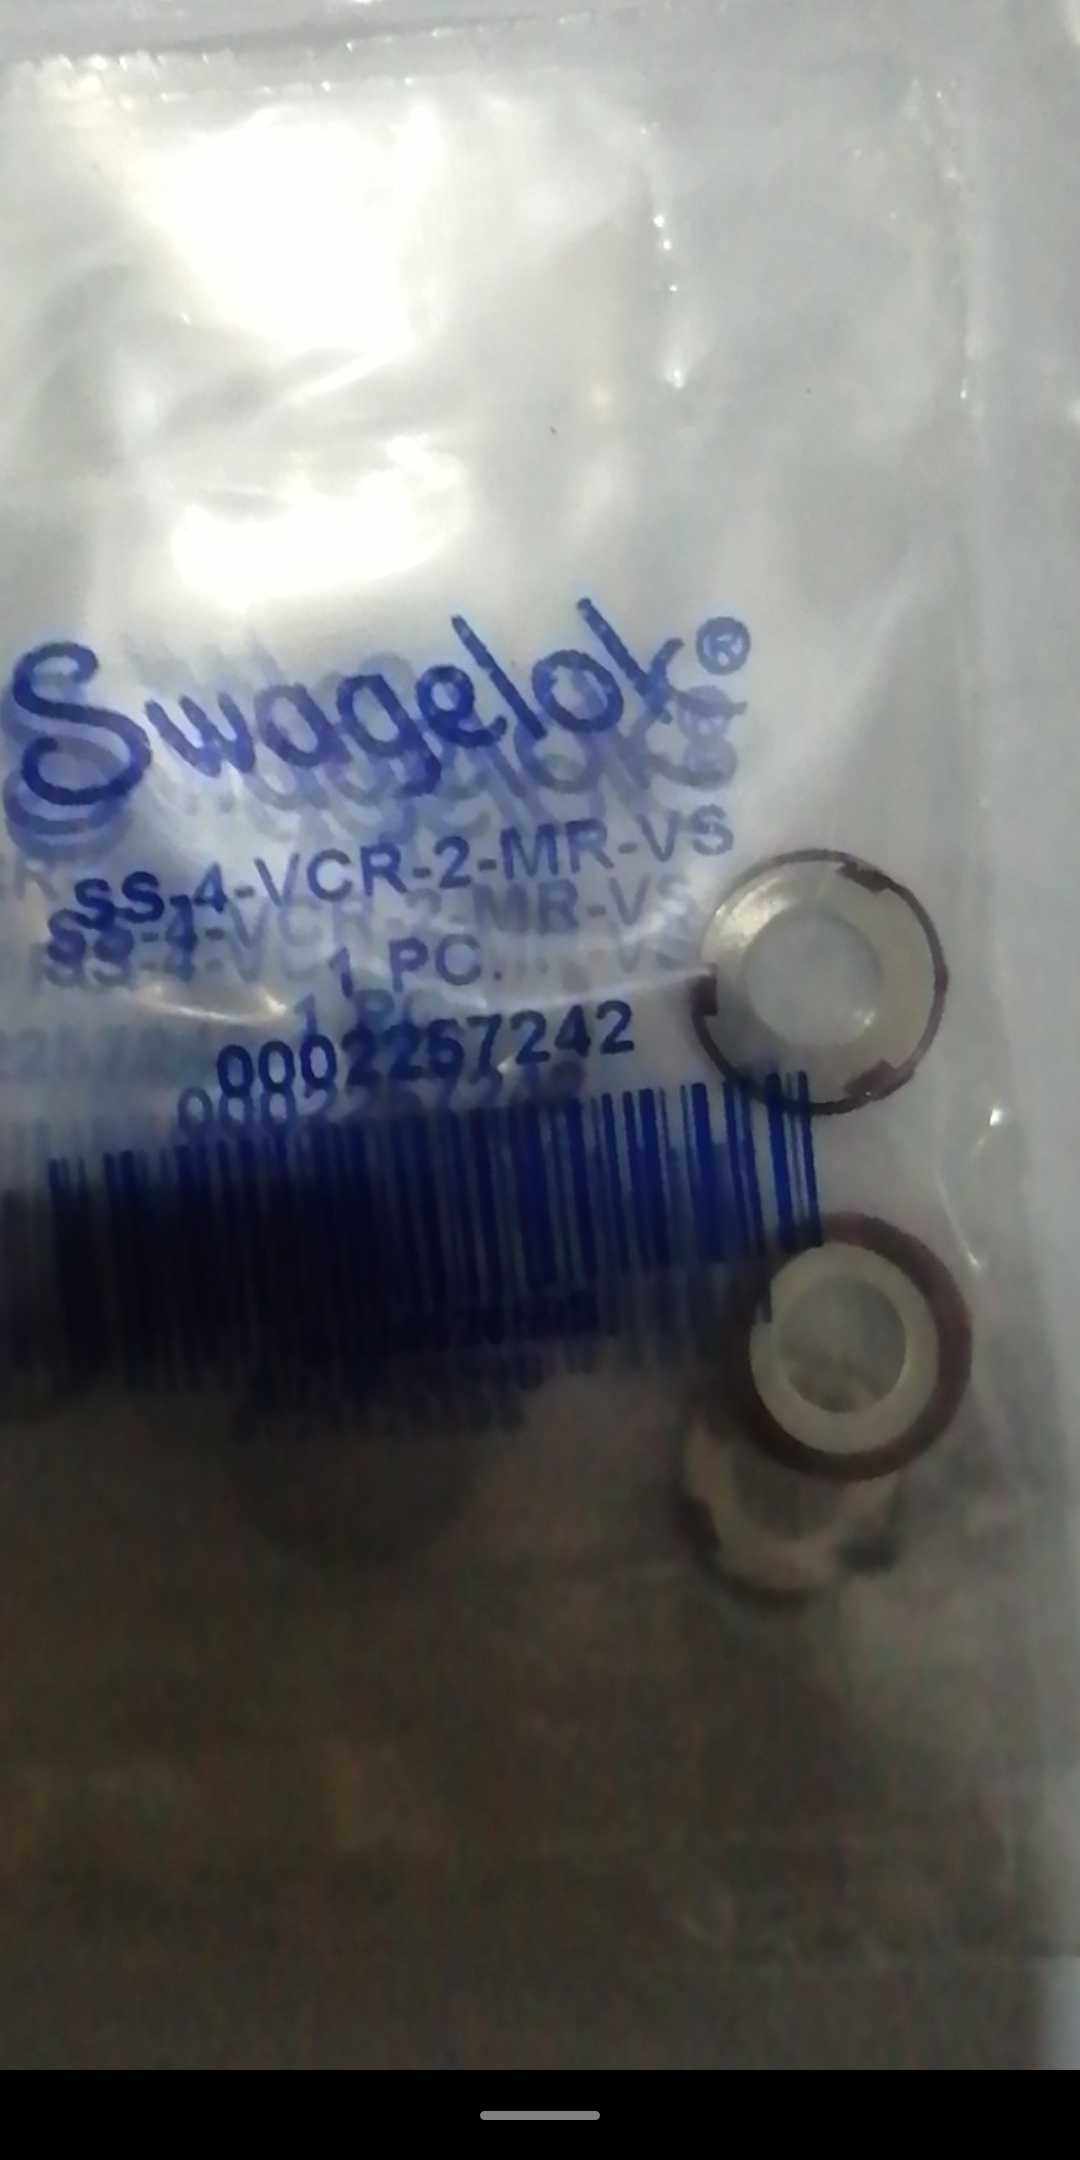 Swagelok®
SS-4-VCR-2-MR-VS
1 PC.
0002267242